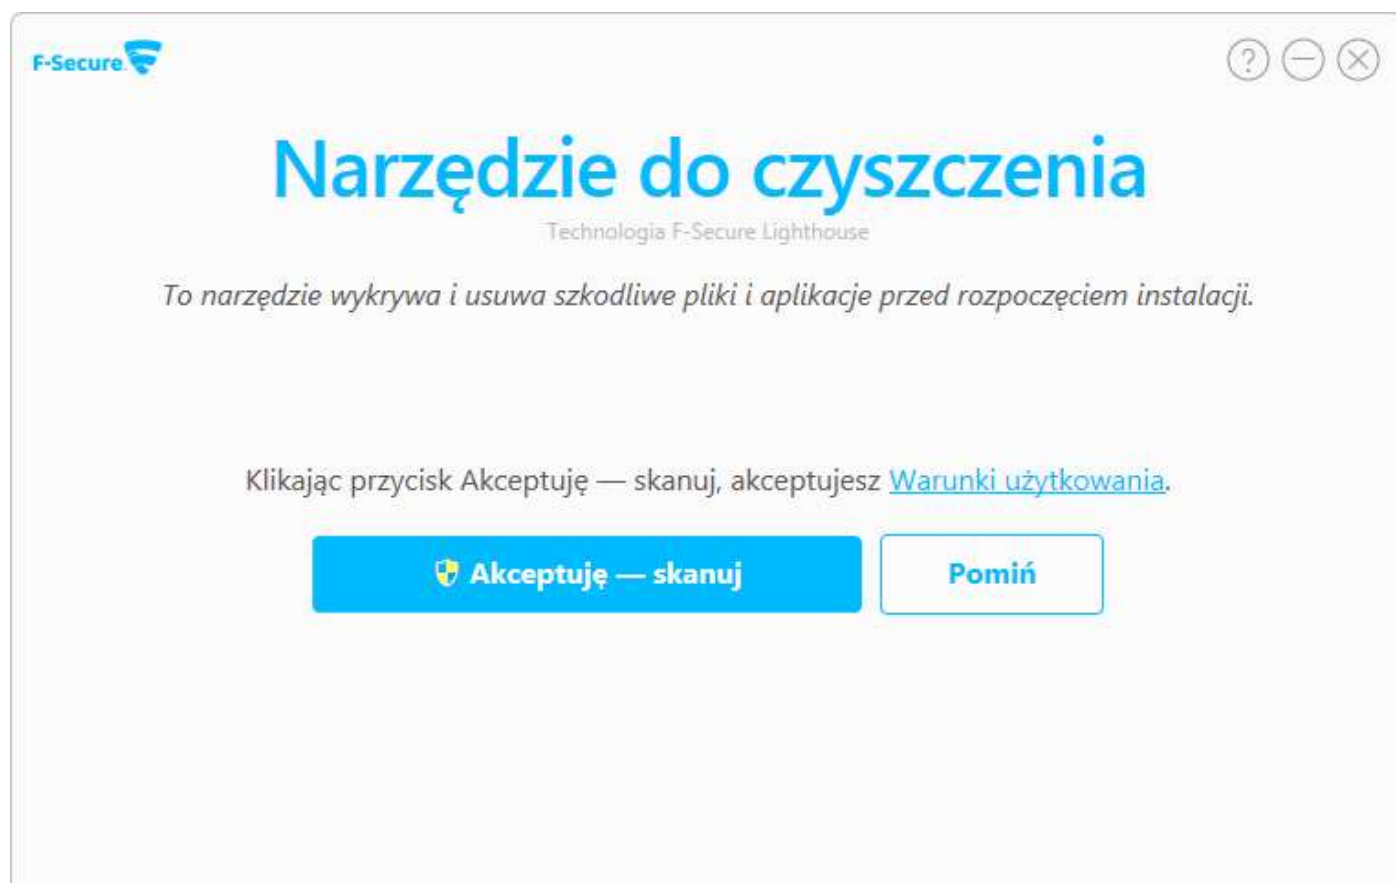 F-Secure.
Narzędzie do czyszczenia
Technologia F-Secure Lighthouse
To narzędzie wykrywa i usuwa szkodliwe pliki i aplikacje przed rozpoczęciem instalacji.
Klikając przycisk Akceptuję — skanuj, akceptujesz Warunki użytkowania.
Akceptuję — skanuj
Pomiń